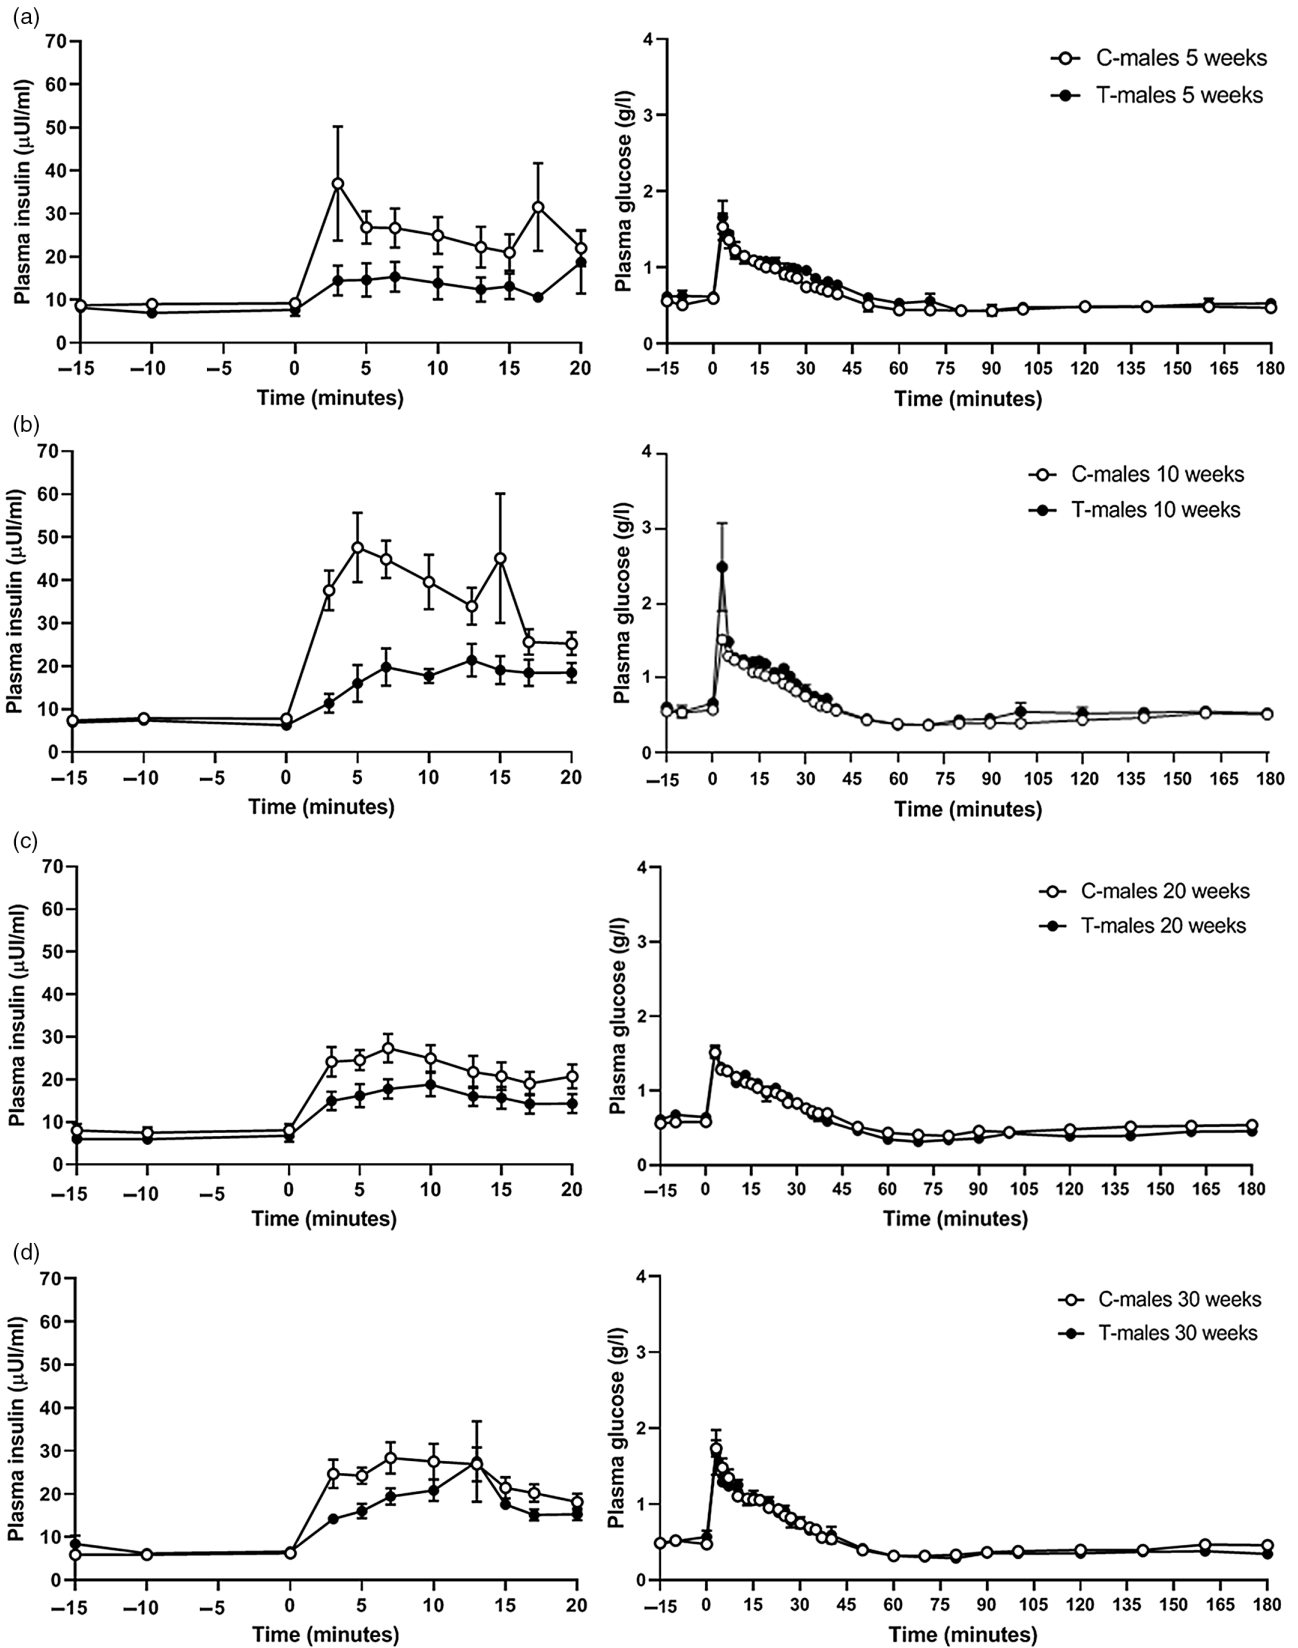 (a)
Plasma insulin (μUI/ml)
70
60
50
40
30
20
10
0
–15 –10 –5 0 5 10 15 20
Time (minutes)
Plasma glucose (g/l)
4
3
2
1
0
–15 0 15 30 45 60 75 90 105 120 135 150 165 180
Time (minutes)
C-males 5 weeks
T-males 5 weeks
(b)
Plasma insulin (μUI/ml)
70
60
50
40
30
20
10
0
–15 –10 –5 0 5 10 15 20
Time (minutes)
Plasma glucose (g/l)
4
3
2
1
0
–15 0 15 30 45 60 75 90 105 120 135 150 165 180
Time (minutes)
C-males 10 weeks
T-males 10 weeks
(c)
Plasma insulin (μUI/ml)
70
60
50
40
30
20
10
0
–15 –10 –5 0 5 10 15 20
Time (minutes)
Plasma glucose (g/l)
4
3
2
1
0
–15 0 15 30 45 60 75 90 105 120 135 150 165 180
Time (minutes)
C-males 20 weeks
T-males 20 weeks
(d)
Plasma insulin (μUI/ml)
70
60
50
40
30
20
10
0
–15 –10 –5 0 5 10 15 20
Time (minutes)
Plasma glucose (g/l)
4
3
2
1
0
–15 0 15 30 45 60 75 90 105 120 135 150 165 180
Time (minutes)
C-males 30 weeks
T-males 30 weeks